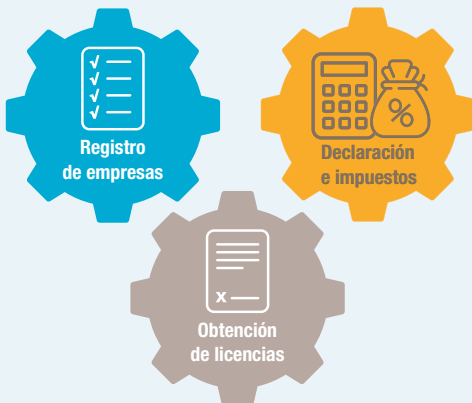 Registro
de empresas
Declaración
e impuestos
Obtención
de licencias